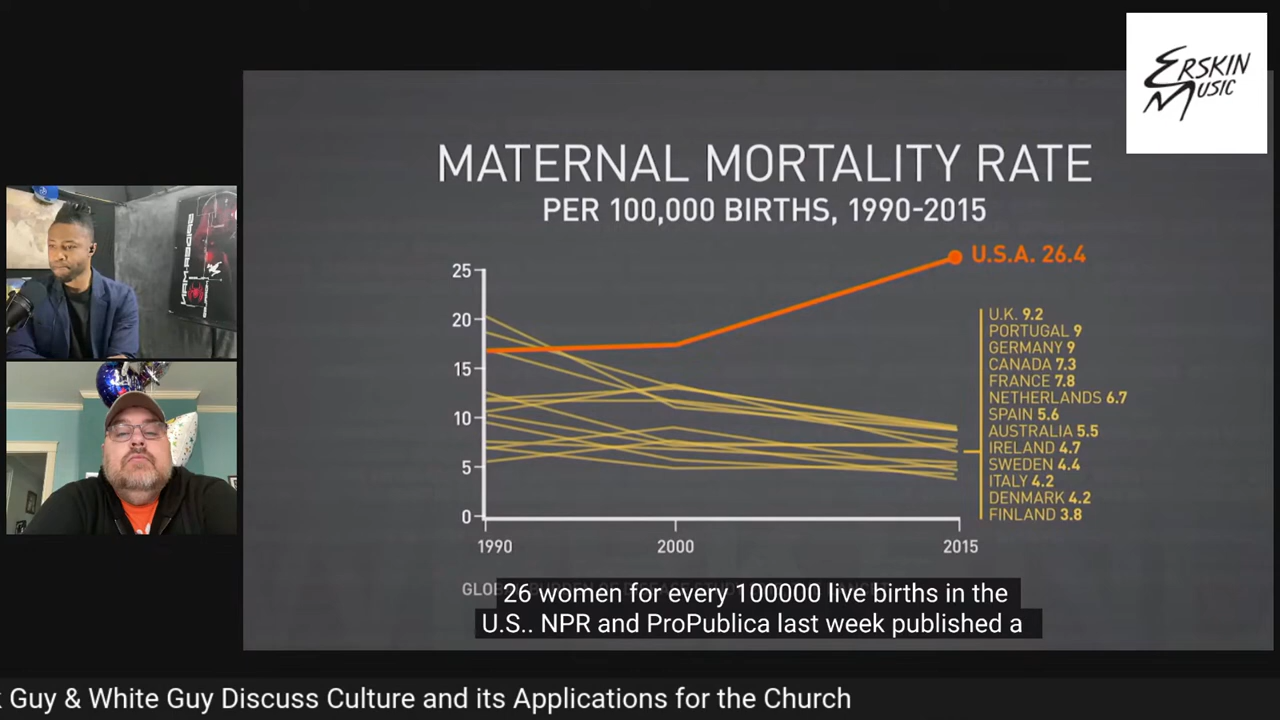 ERSKIN
MUSIC
MATERNAL MORTALITY RATE
PER 100,000 BIRTHS, 1990-2015
U.S.A. 26.4
25
20
15
10
5
0
1990
2000
2015
U.K. 9.2
PORTUGAL 9
GERMANY 9
CANADA 7.3
FRANCE 7.8
NETHERLANDS 6.7
SPAIN 5.6
AUSTRALIA 5.5
IRELAND 4.7
SWEDEN 4.4
ITALY 4.2
DENMARK 4.2
FINLAND 3.8
26 women for every 100000 live births in the
U.S.. NPR and ProPublica last week published a
Guy & White Guy Discuss Culture and its Applications for the Church